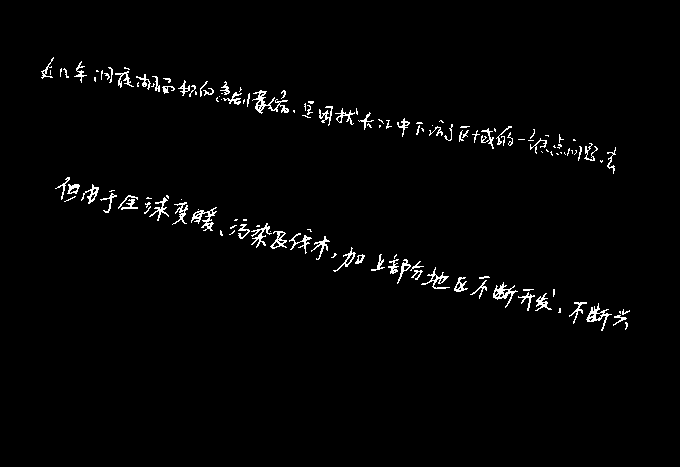 近几年洞庭湖面积的急剧萎缩,是困扰长江中下游区域的一焦点问题.去
但由于全球变暖、污染及伐木,加上部分地区不断开发,不断兴